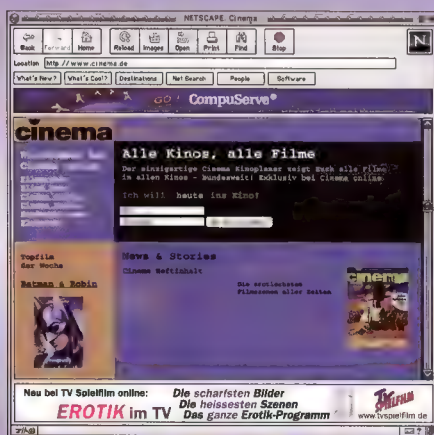 NETSCAPE Cinema
Back Forward Home Reload Images Open Print Find Stop
N
Location http://www.cinema.de
What's New? What's Cool? Destinations Net Search People Software
GO CompuServe®
cinema
Alle Kinos, alle Filme
Der einzigartige Cinema Kinoplaner zeigt Euch alle Filme
in allen Kinos - bundesweit! Exklusiv bei Cinema online
Ich will heute ins Kino!
Topfilm
der Woche
Batman & Robin
News & Stories
Cinema Heftinhalt
Die erotischsten
Filmszenen aller Zeiten
cinema
Neu bei TV Spielfilm online:
EROTIK im TV
Die scharfsten Bilder
Die heissesten Szenen
Das ganze Erotik-Programm
TV SPIELFILM
www.tvspielfilm.de